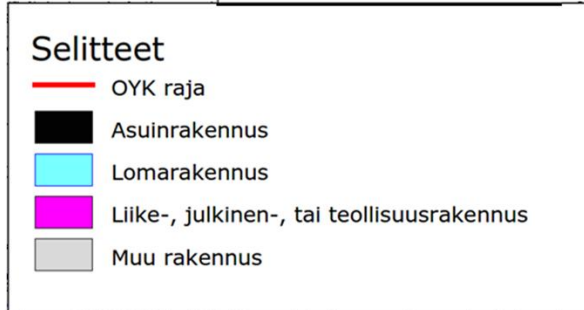 Selitteet
OYK raja
Asuinrakennus
Lomarakennus
Liike-, julkinen-, tai teollisuusrakennus
Muu rakennus